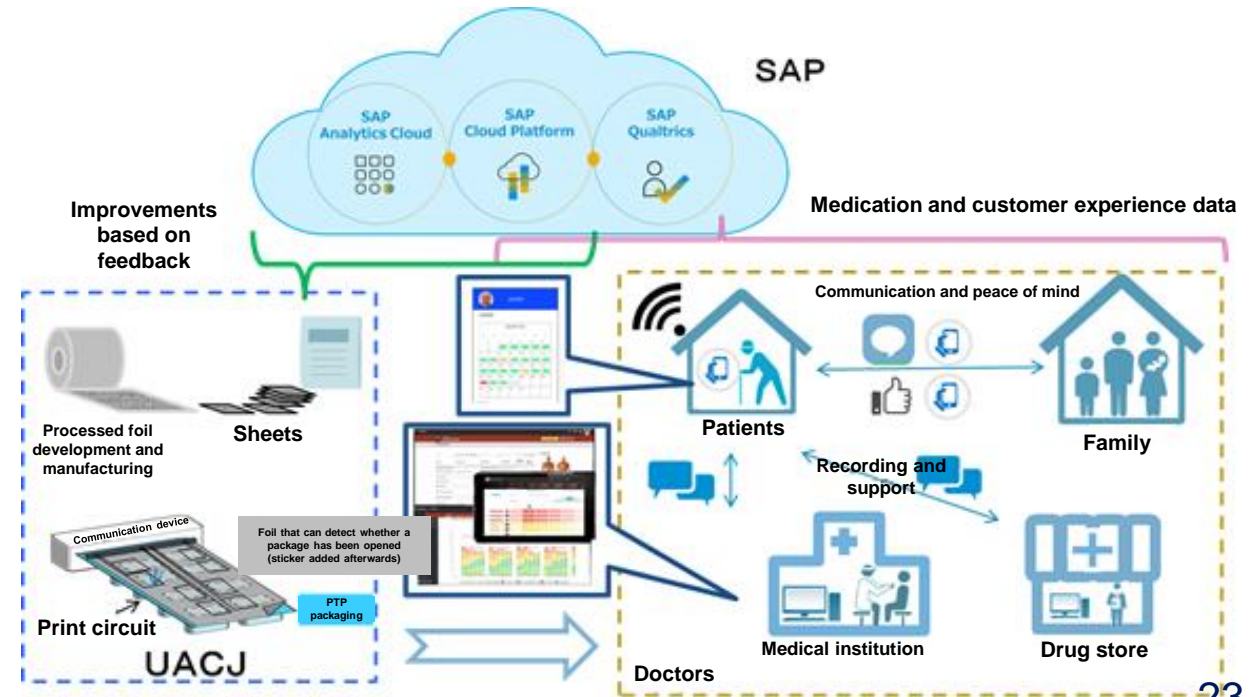 SAP
SAP
Analytics Cloud
SAP
Cloud Platform
SAP
Qualtrics
Improvements
based on
feedback
Medication and customer experience data
Communication and peace of mind
Processed foil
development and
manufacturing
Sheets
Patients
Family
Recording and
support
Communication device
Foil that can detect whether a
package has been opened
(sticker added afterwards)
PTP
packaging
Print circuit
UACJ
Medical institution
Drug store
Doctors
23